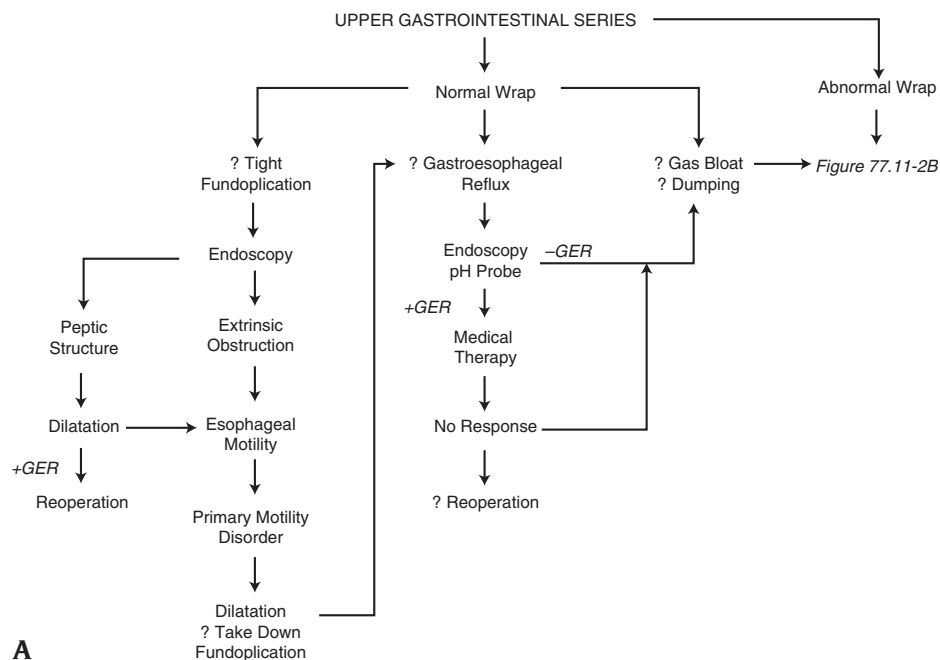 UPPER GASTROINTESTINAL SERIES
Normal Wrap
Abnormal Wrap
? Tight
Fundoplication
? Gastroesophageal
Reflux
? Gas Bloat
? Dumping
Figure 77.11-2B
Endoscopy
Endoscopy
pH Probe
–GER
+GER
Peptic
Structure
Extrinsic
Obstruction
Medical
Therapy
Dilatation
Esophageal
Motility
No Response
+GER
Reoperation
? Reoperation
Primary Motility
Disorder
Dilatation
? Take Down
Fundoplication
A